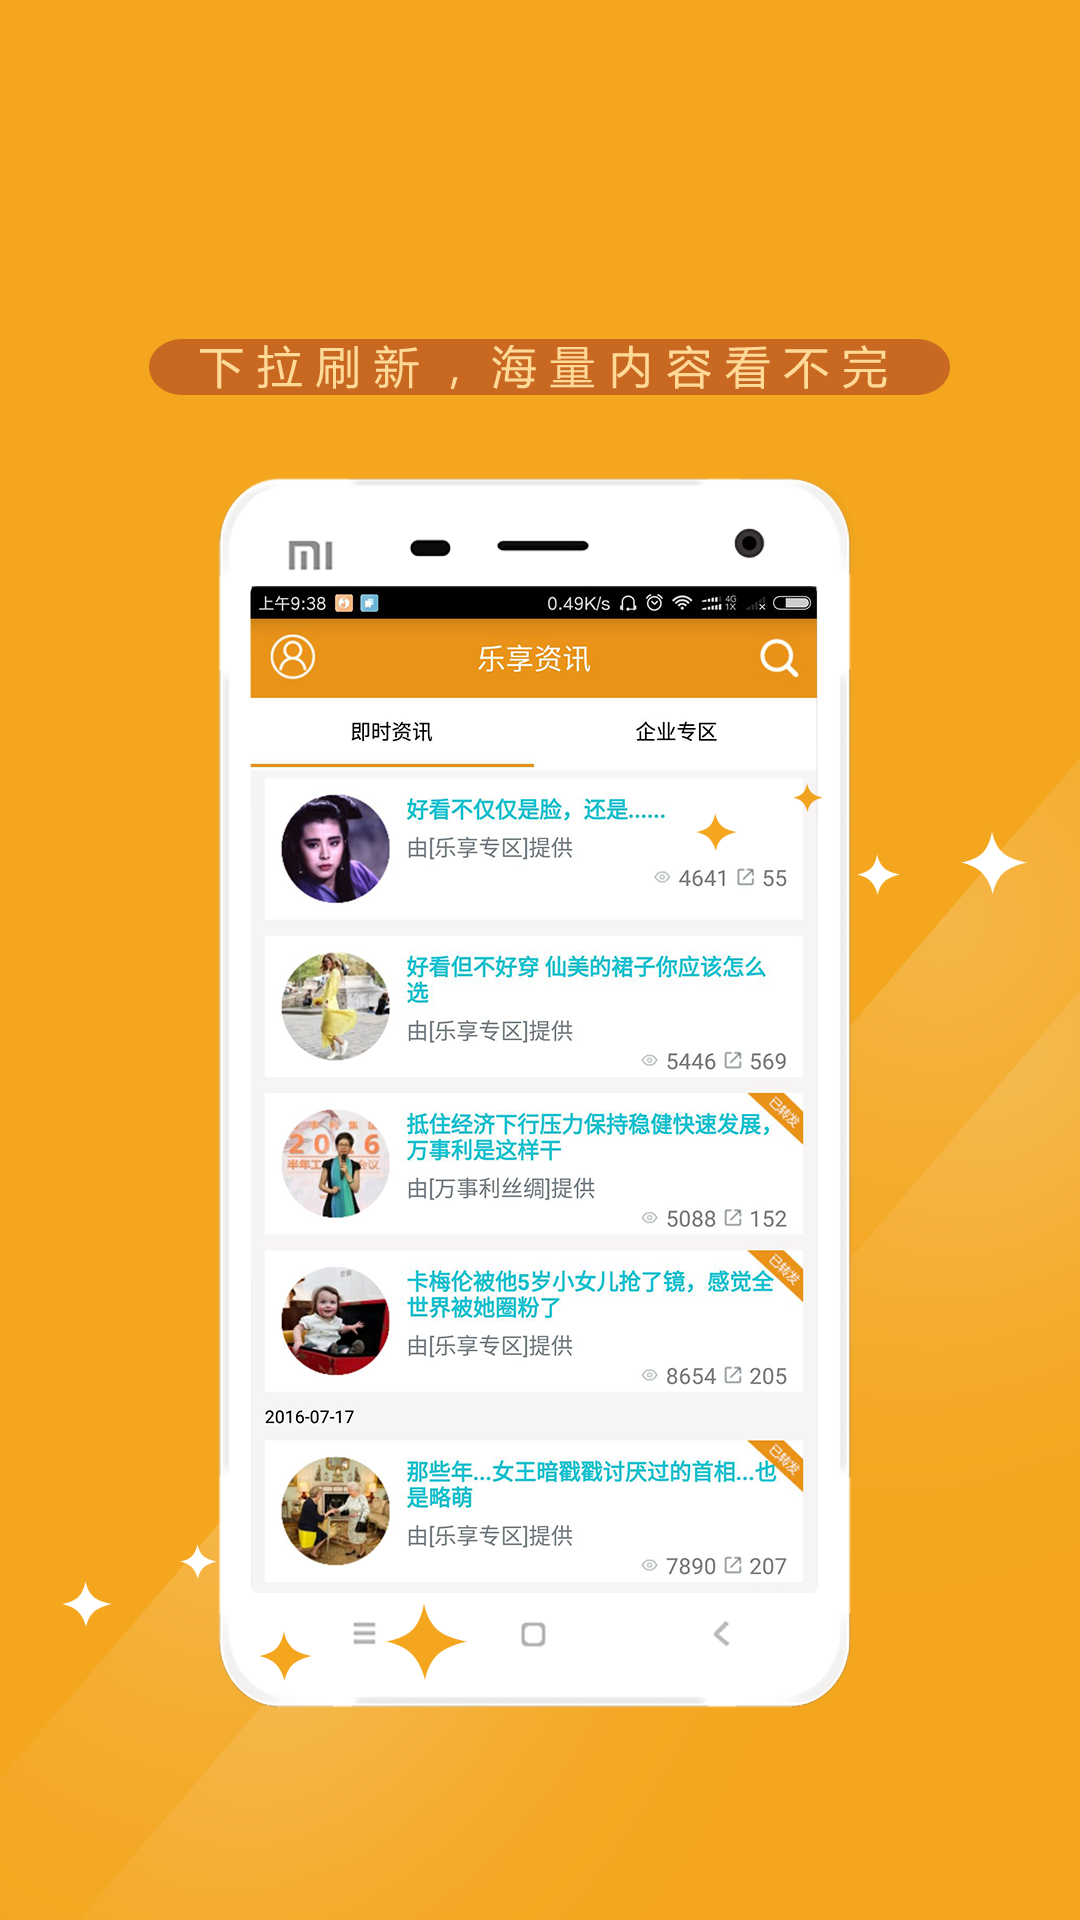 下拉刷新，海量内容看不完
MI
上午9:38 0.49K/s 4G 1X
乐享资讯
即时资讯 企业专区
好看不仅仅是脸，还是......
由[乐享专区]提供
4641 55
好看但不好穿 仙美的裙子你应该怎么
选
由[乐享专区]提供
5446 569
已转发
抵住经济下行压力保持稳健快速发展，
万事利是这样干
由[万事利丝绸]提供
5088 152
已转发
卡梅伦被他5岁小女儿抢了镜，感觉全
世界被她圈粉了
由[乐享专区]提供
8654 205
2016-07-17
已转发
那些年...女王暗戳戳讨厌过的首相...也
是略萌
由[乐享专区]提供
7890 207